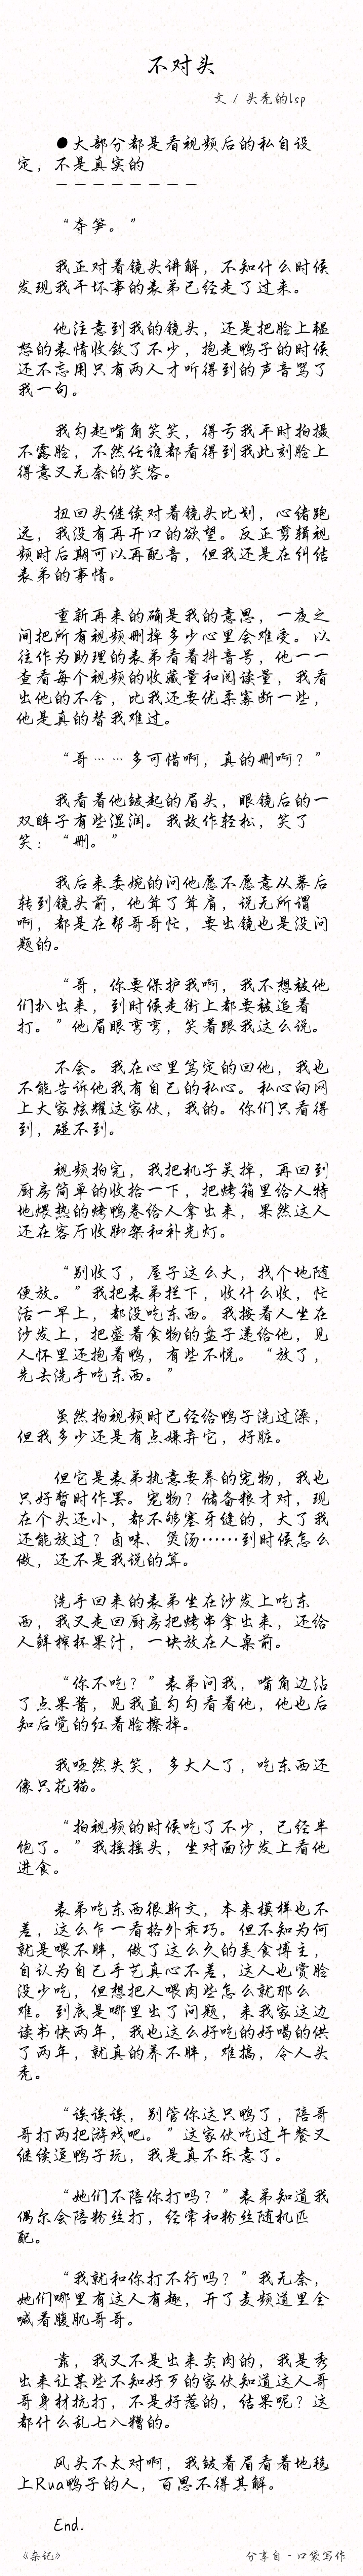 不对头
文 / 头秃的lsp
●大部分都是看视频后的私自设
定，不是真实的
－－－－－－－－
“夺笋。”
我正对着镜头讲解，不知什么时候
发现我干坏事的表弟已经走了过来。
他注意到我的镜头，还是把脸上韫
怒的表情收敛了不少，抱走鸭子的时候
还不忘用只有两人才听得到的声音骂了
我一句。
我勾起嘴角笑笑，得亏我平时拍摄
不露脸，不然任谁都看得到我此刻脸上
得意又无奈的笑容。
扭回头继续对着镜头比划，心绪跑
远，我没有再开口的欲望。反正剪辑视
频时后期可以再配音，但我还是在纠结
表弟的事情。
重新再来的确是我的意思，一夜之
间把所有视频删掉多少心里会难受。以
往作为助理的表弟看着抖音号，他一一
查看每个视频的收藏量和阅读量，我看
出他的不舍，比我还要优柔寡断一些，
他是真的替我难过。
“哥……多可惜啊，真的删啊？”
我看着他皱起的眉头，眼镜后的一
双眸子有些湿润。我故作轻松，笑了
笑：“删。”
我后来委婉的问他愿不愿意从幕后
转到镜头前，他耸了耸肩，说无所谓
啊，都是在帮哥哥忙，要出镜也是没问
题的。
“哥，你要保护我啊，我不想被他
们扒出来，到时候走街上都要被追着
打。”他眉眼弯弯，笑着跟我这么说。
不会。我在心里笃定的回他，我也
不能告诉他我有自己的私心。私心向网
上大家炫耀这家伙，我的。你们只看得
到，碰不到。
视频拍完，我把机子关掉，再回到
厨房简单的收拾一下，把烤箱里给人特
地煨热的烤鸭卷给人拿出来，果然这人
还在客厅收脚架和补光灯。
“别收了，屋子这么大，找个地随
便放。”我把表弟拦下，收什么收，忙
活一早上，都没吃东西。我按着人坐在
沙发上，把盛着食物的盘子递给他，见
人怀里还抱着鸭，有些不悦。“放了，
先去洗手吃东西。”
虽然拍视频时已经给鸭子洗过澡，
但我多少还是有点嫌弃它，好脏。
但它是表弟执意要养的宠物，我也
只好暂时作罢。宠物？储备粮才对，现
在个头还小，都不够塞牙缝的，大了我
还能放过？卤味、煲汤……到时候怎么
做，还不是我说的算。
洗手回来的表弟坐在沙发上吃东
西，我又走回厨房把烤串拿出来，还给
人鲜榨杯果汁，一块放在人桌前。
“你不吃？”表弟问我，嘴角边沾
了点果酱，见我直勾勾看着他，他也后
知后觉的红着脸擦掉。
我哑然失笑，多大人了，吃东西还
像只花猫。
“拍视频的时候吃了不少，已经半
饱了。”我摇摇头，坐对面沙发上看他
进食。
表弟吃东西很斯文，本来模样也不
差，这么乍一看格外乖巧。但不知为何
就是喂不胖，做了这么久的美食博主，
自认为自己手艺真心不差，这人也赏脸
没少吃，但想把人喂肉些怎么就那么
难。到底是哪里出了问题，来我家这边
读书快两年，我也这么好吃的好喝的供
了两年，就真的养不胖，难搞，令人头
秃。
“诶诶诶，别管你这只鸭了，陪哥
哥打两把游戏吧。”这家伙吃过午餐又
继续逗鸭子玩，我是真不乐意了。
“她们不陪你打吗？”表弟知道我
偶尔会陪粉丝打，经常和粉丝随机匹
配。
“我就和你打不行吗？”我无奈，
她们哪里有这人有趣，开了麦频道里全
喊着腹肌哥哥。
靠，我又不是出来卖肉的，我是秀
出来让某些不知好歹的家伙知道这人哥
哥身材抗打，不是好惹的，结果呢？这
都什么乱七八糟的。
风头不太对啊，我皱着眉看着地毯
上Rua鸭子的人，百思不得其解。
End.
《杂记》
分享自－口袋写作